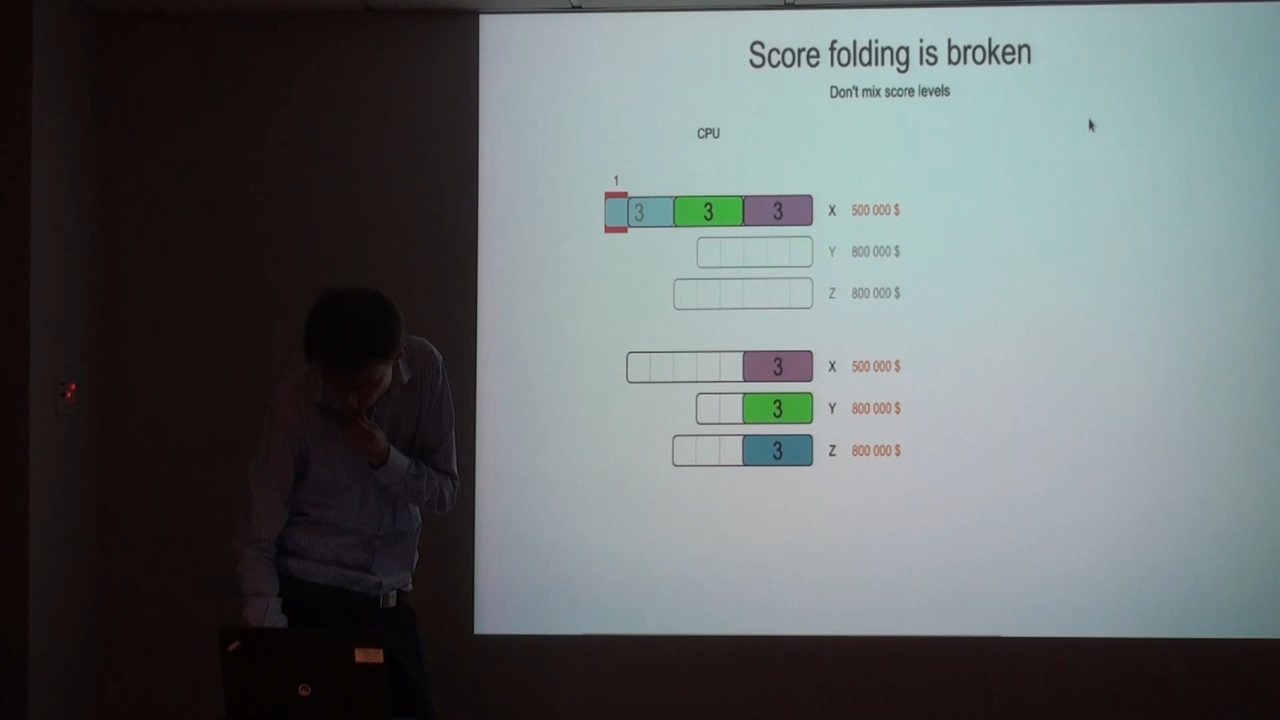 Score folding is broken
Don't mix score levels
CPU
1
3 3 3 X 500 000 $
Y 800 000 $
Z 800 000 $
3 X 500 000 $
3 Y 800 000 $
3 Z 800 000 $